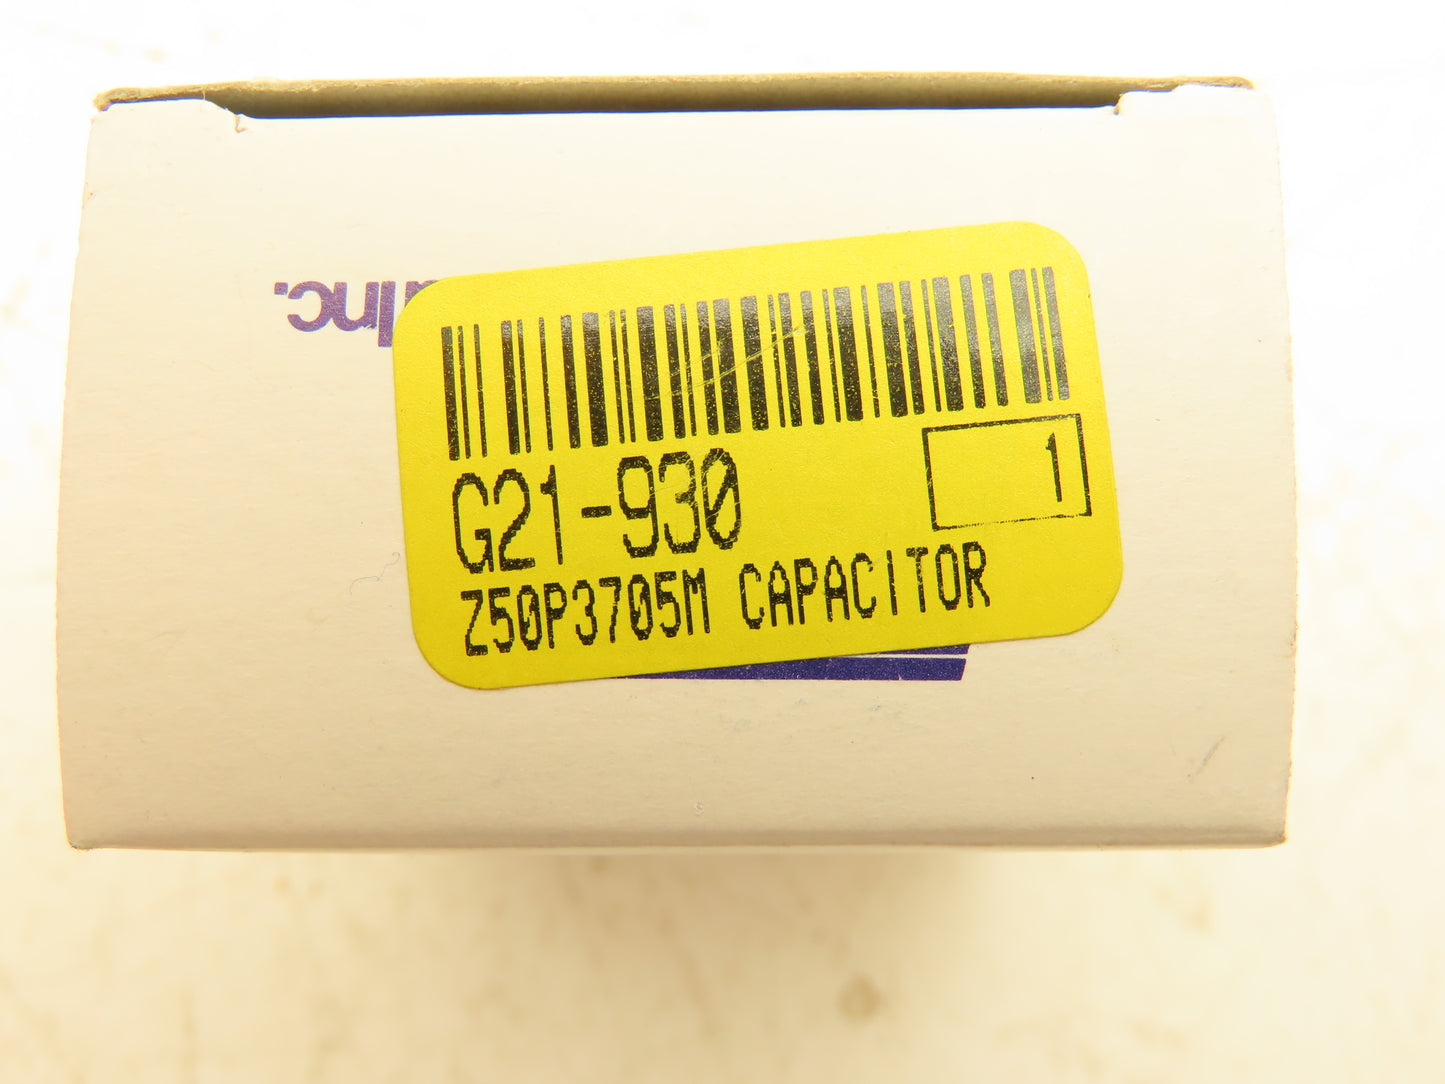 Inc.
G21-930
1
Z50P3705M CAPACITOR